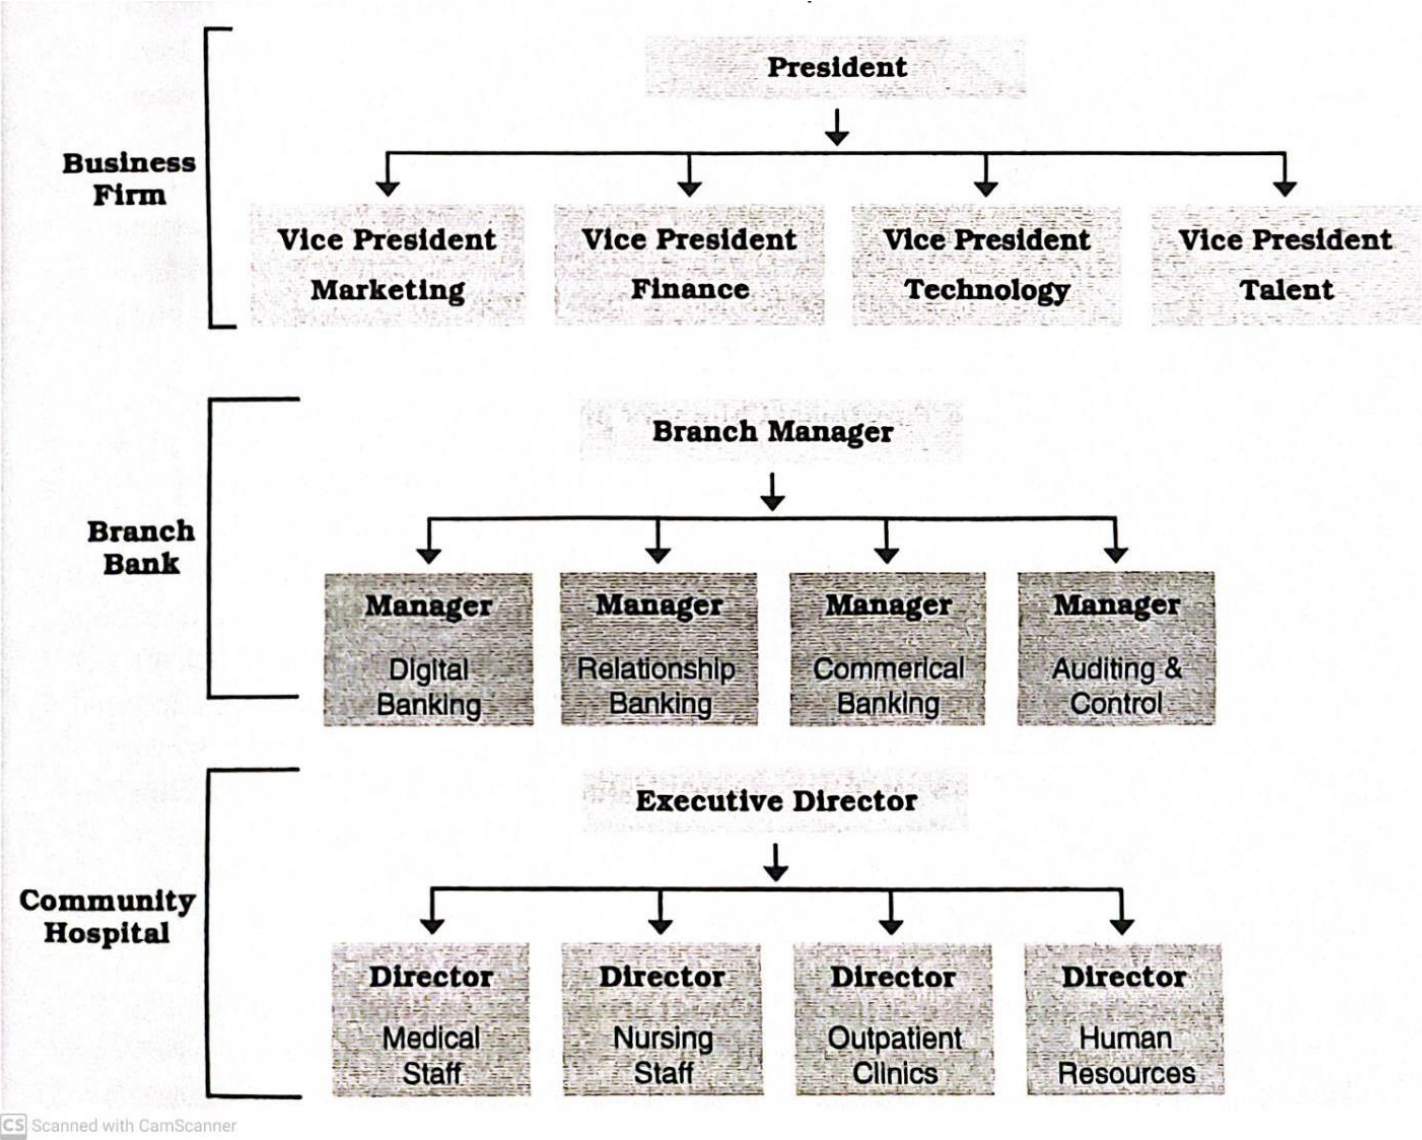 President
Business
Firm
Vice President
Marketing
Vice President
Finance
Vice President
Technology
Vice President
Talent
Branch Manager
Branch
Bank
Manager
Digital
Banking
Manager
Relationship
Banking
Manager
Commerical
Banking
Manager
Auditing &
Control
Executive Director
Community
Hospital
Director
Medical
Staff
Director
Nursing
Staff
Director
Outpatient
Clinics
Director
Human
Resources
CS Scanned with CamScanner